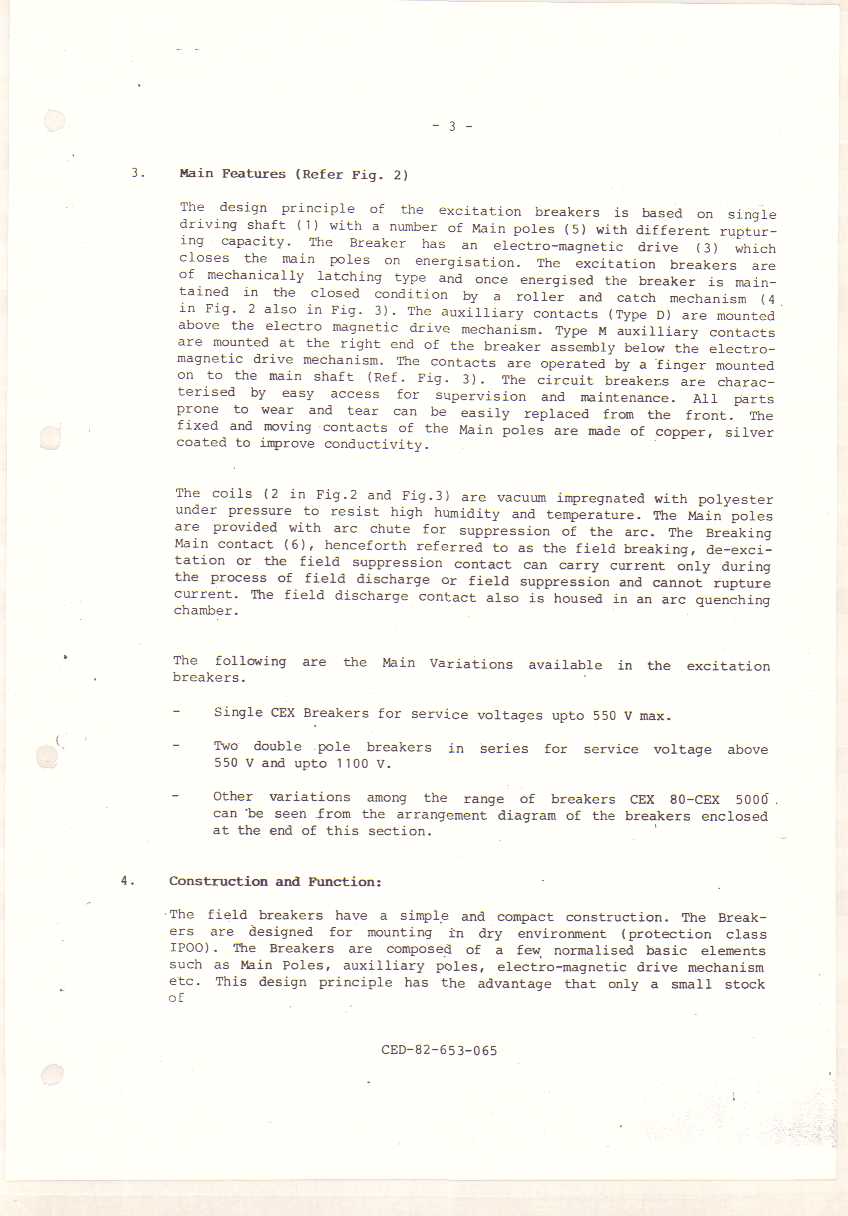 - 3 -
3. Main Features (Refer Fig. 2)
The design principle of the excitation breakers is based on single
driving shaft (1) with a number of Main poles (5) with different ruptur-
ing capacity. The Breaker has an electro-magnetic drive (3) which
closes the main poles on energisation. The excitation breakers are
of mechanically latching type and once energised the breaker is main-
tained in the closed condition by a roller and catch mechanism (4
in Fig. 2 also in Fig. 3). The auxilliary contacts (Type D) are mounted
above the electro magnetic drive mechanism. Type M auxilliary contacts
are mounted at the right end of the breaker assembly below the electro-
magnetic drive mechanism. The contacts are operated by a finger mounted
on to the main shaft (Ref. Fig. 3). The circuit breakers are charac-
terised by easy access for supervision and maintenance. All parts
prone to wear and tear can be easily replaced from the front. The
fixed and moving contacts of the Main poles are made of copper, silver
coated to improve conductivity.
The coils (2 in Fig.2 and Fig.3) are vacuum impregnated with polyester
under pressure to resist high humidity and temperature. The Main poles
are provided with arc chute for suppression of the arc. The Breaking
Main contact (6), henceforth referred to as the field breaking, de-exci-
tation or the field suppression contact can carry current only during
the process of field discharge or field suppression and cannot rupture
current. The field discharge contact also is housed in an arc quenching
chamber.
The following are the Main Variations available in the excitation
breakers.
- Single CEX Breakers for service voltages upto 550 V max.
- Two double pole breakers in series for service voltage above
550 V and upto 1100 V.
- Other variations among the range of breakers CEX 80-CEX 5000
can be seen from the arrangement diagram of the breakers enclosed
at the end of this section.
4. Construction and Function:
The field breakers have a simple and compact construction. The Break-
ers are designed for mounting in dry environment (protection class
IPOO). The Breakers are composed of a few normalised basic elements
such as Main Poles, auxilliary poles, electro-magnetic drive mechanism
etc. This design principle has the advantage that only a small stock
of
CED-82-653-065